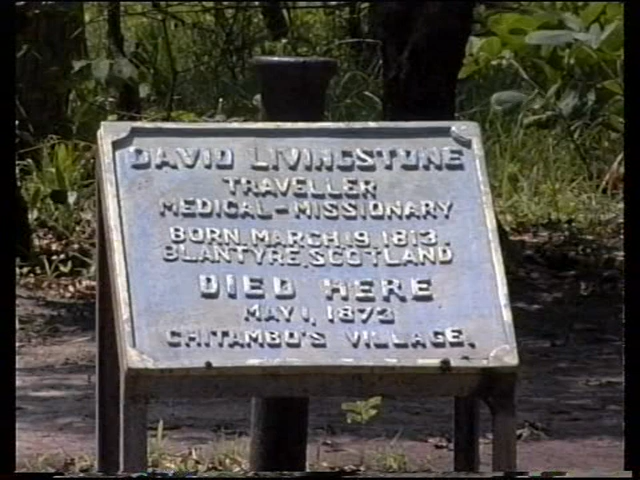 DAVID LIVINGSTONE
TRAVELLER
MEDICAL-MISSIONARY
BORN, MARCH 19, 1813,
BLANTYRE, SCOTLAND
DIED HERE
MAY 1, 1873
CHITAMBO'S VILLAGE.